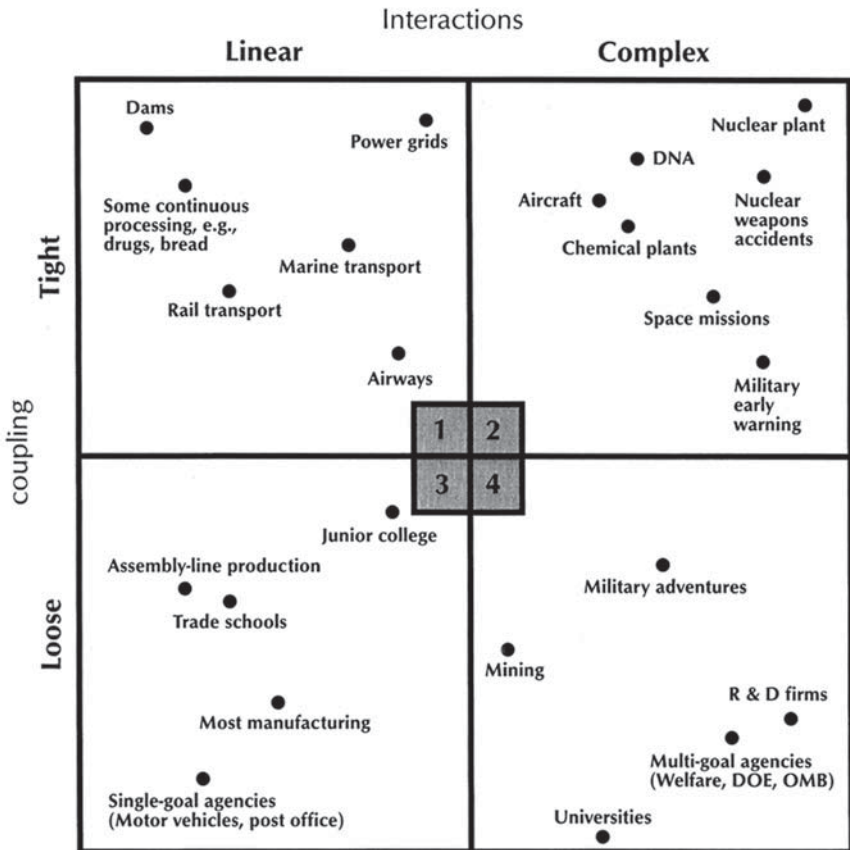 Interactions
Linear
Complex
Tight
coupling
Loose
Dams
Power grids
Some continuous
processing, e.g.,
drugs, bread
Marine transport
Rail transport
Airways
Nuclear plant
DNA
Aircraft
Nuclear
weapons
accidents
Chemical plants
Space missions
Military
early
warning
1
2
3
4
Junior college
Assembly-line production
Trade schools
Most manufacturing
Single-goal agencies
(Motor vehicles, post office)
Military adventures
Mining
R & D firms
Multi-goal agencies
(Welfare, DOE, OMB)
Universities